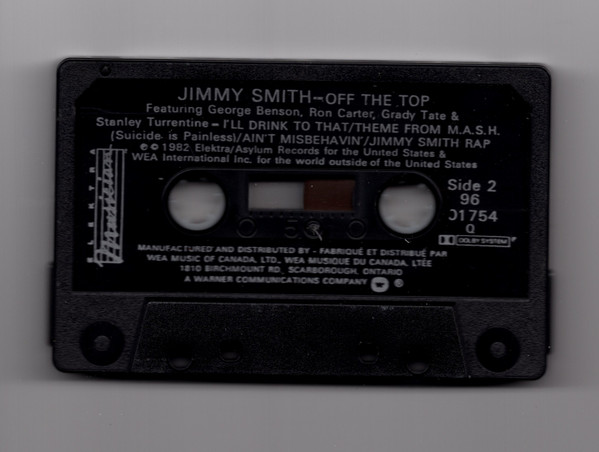 JIMMY SMITH--OFF THE TOP
Featuring George Benson, Ron Carter, Grady Tate &
Stanley Turrentine - I'LL DRINK TO THAT/THEME FROM M.A.S.H.
(Suicide is Painless)/AIN'T MISBEHAVIN'/JIMMY SMITH RAP
℗ © 1982 Elektra/Asylum Records for the United States &
WEA International Inc. for the world outside of the United States
ELEKTRA
Musician
Side 2
96
01754
Q
DOLBY SYSTEM
MANUFACTURED AND DISTRIBUTED BY - FABRIQUÉ ET DISTRIBUÉ PAR
WEA MUSIC OF CANADA, LTD., WEA MUSIQUE DU CANADA, LTÉE
1810 BIRCHMOUNT RD., SCARBOROUGH, ONTARIO
A WARNER COMMUNICATIONS COMPANY ®